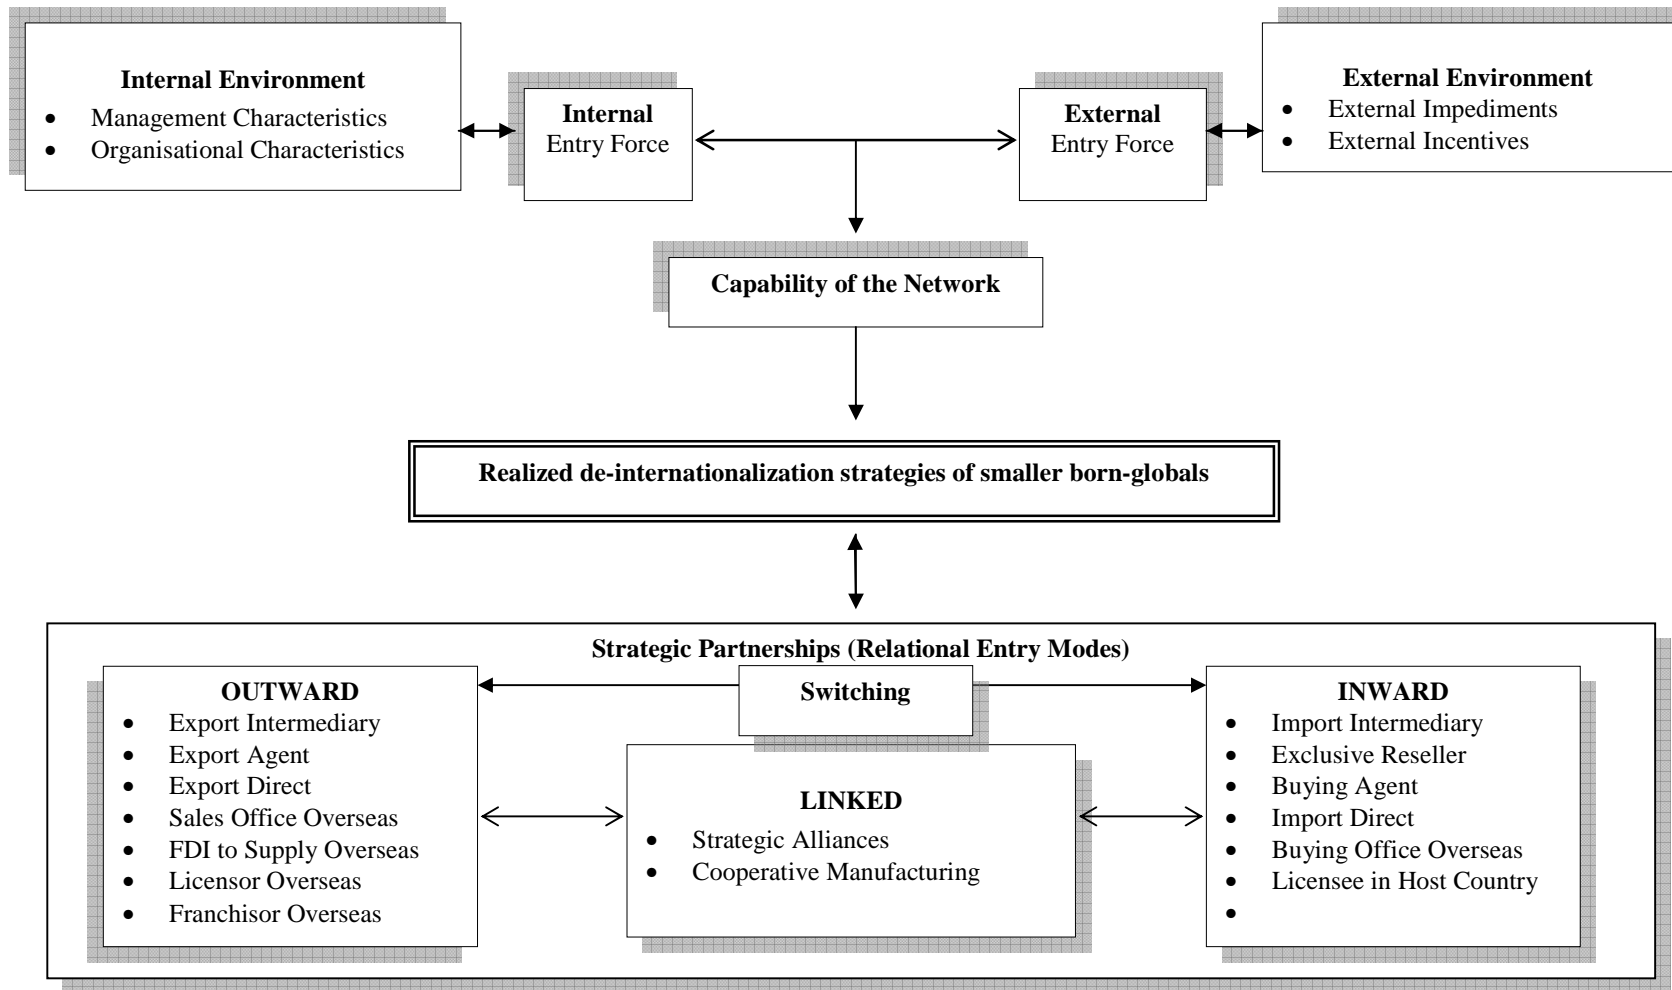 Internal Environment
• Management Characteristics
• Organisational Characteristics
Internal
Entry Force
External
Entry Force
External Environment
• External Impediments
• External Incentives
Capability of the Network
Realized de-internationalization strategies of smaller born-globals
Strategic Partnerships (Relational Entry Modes)
OUTWARD
• Export Intermediary
• Export Agent
• Export Direct
• Sales Office Overseas
• FDI to Supply Overseas
• Licensor Overseas
• Franchisor Overseas
Switching
LINKED
• Strategic Alliances
• Cooperative Manufacturing
INWARD
• Import Intermediary
• Exclusive Reseller
• Buying Agent
• Import Direct
• Buying Office Overseas
• Licensee in Host Country
•